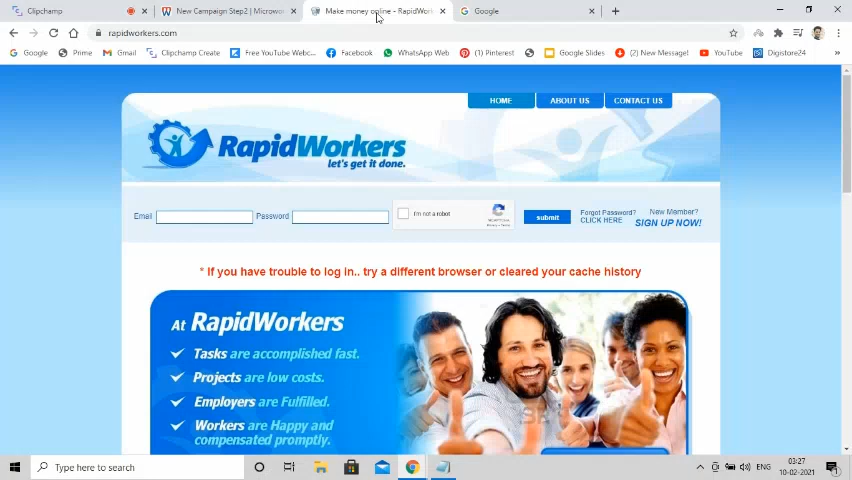 Clipchamp
New Campaign Step2 | Microwor
Make money online - RapidWork
Google
rapidworkers.com
Google
Prime
Gmail
Clipchamp Create
Free YouTube Webc...
Facebook
WhatsApp Web
(1) Pinterest
Google Slides
(2) New Message!
YouTube
Digistore24
HOME
ABOUT US
CONTACT US
RapidWorkers
let's get it done.
Email
Password
I'm not a robot
reCAPTCHA
Privacy - Terms
submit
Forgot Password?
CLICK HERE
New Member?
SIGN UP NOW!
* If you have trouble to log in.. try a different browser or cleared your cache history
At RapidWorkers
Tasks are accomplished fast.
Projects are low costs.
Employers are Fulfilled.
Workers are Happy and
compensated promptly.
Type here to search
ENG
03:27
10-02-2021